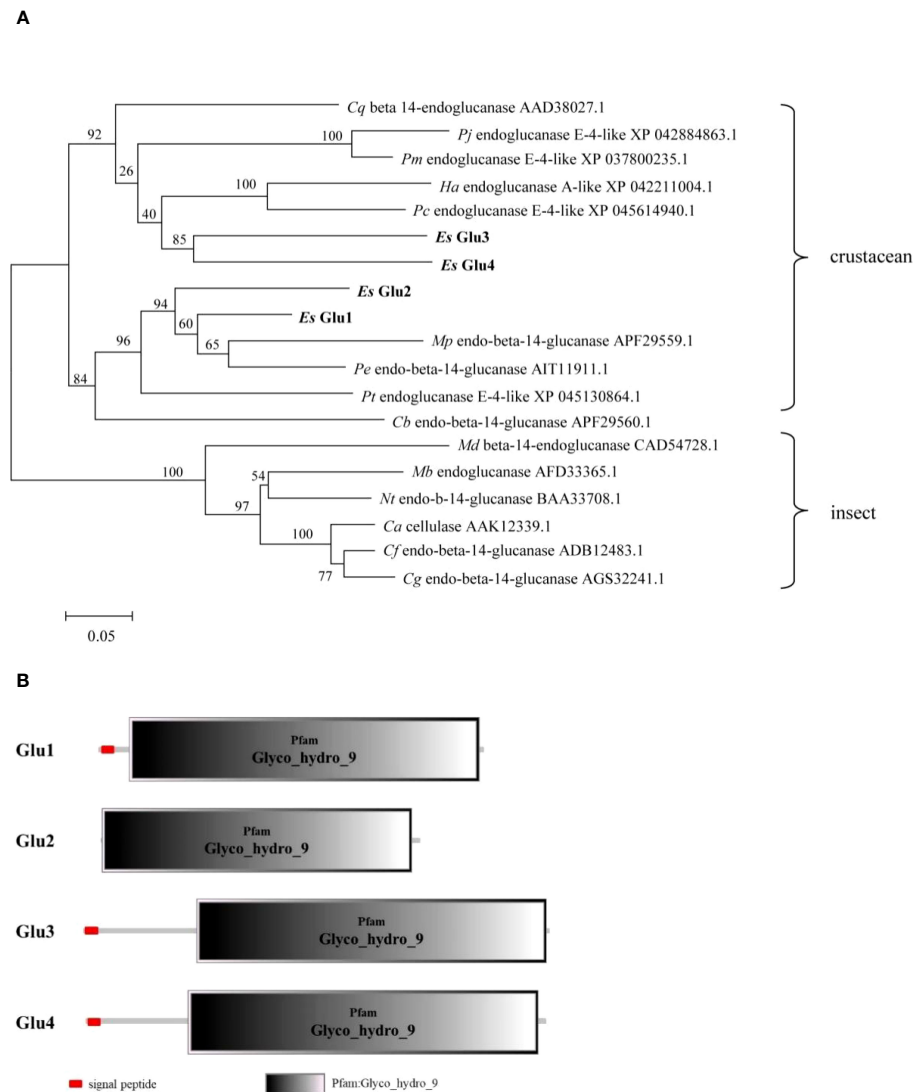 A
Cq beta 14-endoglucanase AAD38027.1
92
100
Pj endoglucanase E-4-like XP 042884863.1
Pm endoglucanase E-4-like XP 037800235.1
26
100
Ha endoglucanase A-like XP 042211004.1
Pc endoglucanase E-4-like XP 045614940.1
40
85
Es Glu3
Es Glu4
crustacean
94
Es Glu2
60
Es Glu1
96
65
Mp endo-beta-14-glucanase APF29559.1
Pe endo-beta-14-glucanase AIT11911.1
84
Pt endoglucanase E-4-like XP 045130864.1
Cb endo-beta-14-glucanase APF29560.1
Md beta-14-endoglucanase CAD54728.1
100
54
Mb endoglucanase AFD33365.1
97
Nt endo-b-14-glucanase BAA33708.1
insect
100
Ca cellulase AAK12339.1
Cf endo-beta-14-glucanase ADB12483.1
77
Cg endo-beta-14-glucanase AGS32241.1
0.05
B
Glu1
Pfam
Glyco_hydro_9
Glu2
Pfam
Glyco_hydro_9
Glu3
Pfam
Glyco_hydro_9
Glu4
Pfam
Glyco_hydro_9
signal peptide
Pfam:Glyco_hydro_9